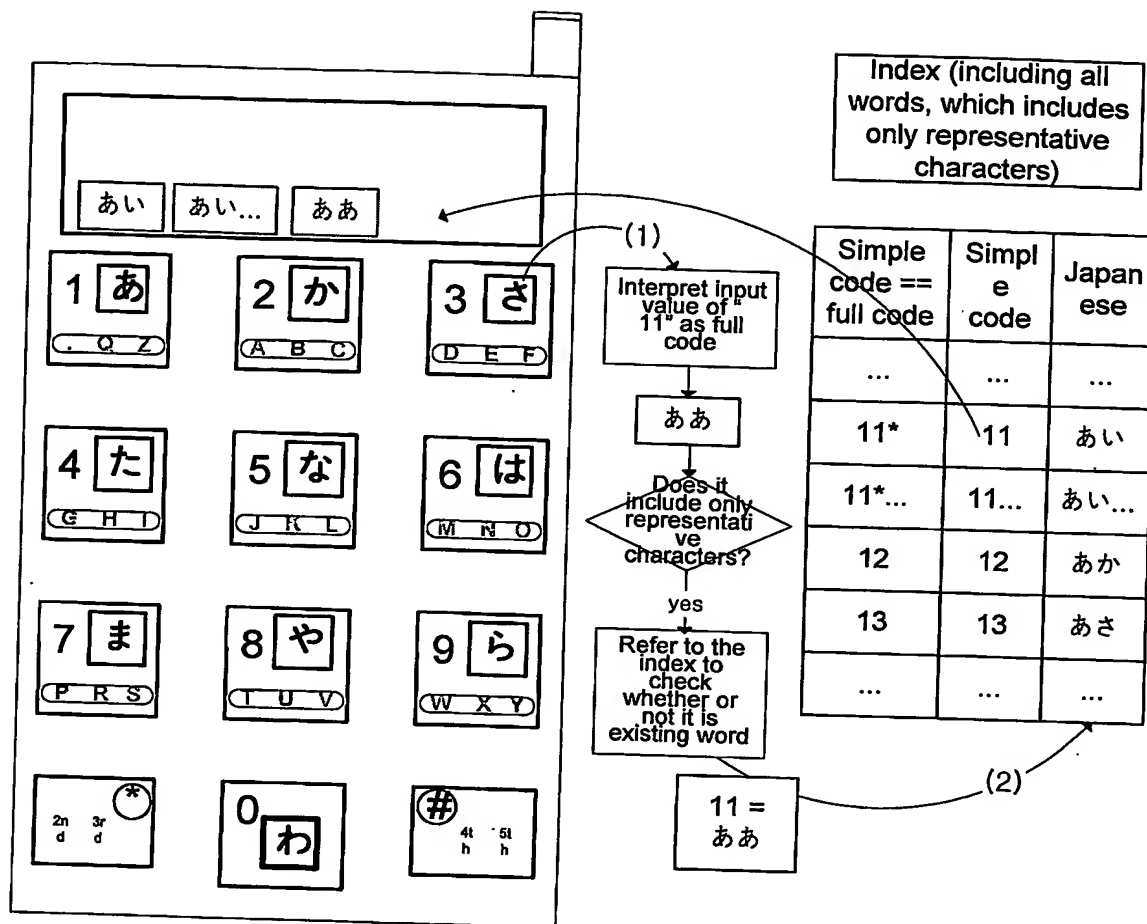 あい あい... ああ
1 あ
. Q Z
2 か
A B C
3 さ
D E F
4 た
G H I
5 な
J K L
6 は
M N O
7 ま
P R S
8 や
T U V
9 ら
W X Y
*
2n 3r
d d
0
わ
#
4t 5t
h h
(1)
Interpret input
value of "
11" as full
code
ああ
Does it
include only
representati
ve
characters?
yes
Refer to the
index to
check
whether or
not it is
existing word
11 =
ああ
(2)
Index (including all
words, which includes
only representative
characters)
Simple
code ==
full code
Simpl
e
code
Japan
ese
... ... ...
11* 11 あい
11*... 11... あい...
12 12 あか
13 13 あさ
... ... ...